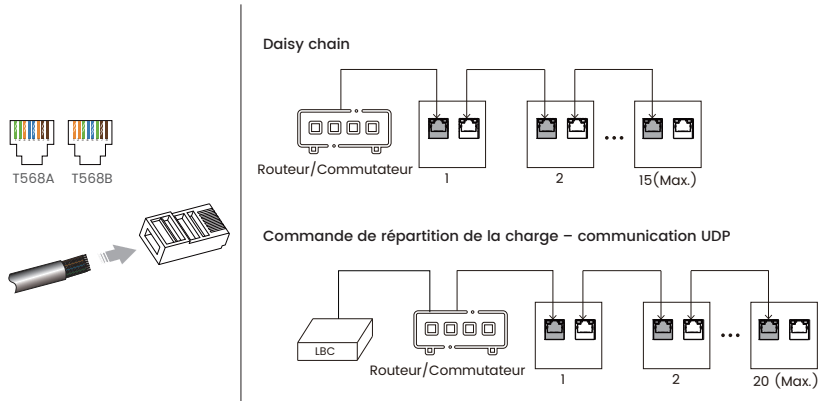 T568A T568B
Daisy chain
Routeur/Commutateur
1 2 ... 15(Max.)
Commande de répartition de la charge – communication UDP
LBC
Routeur/Commutateur
1 2 ... 20 (Max.)